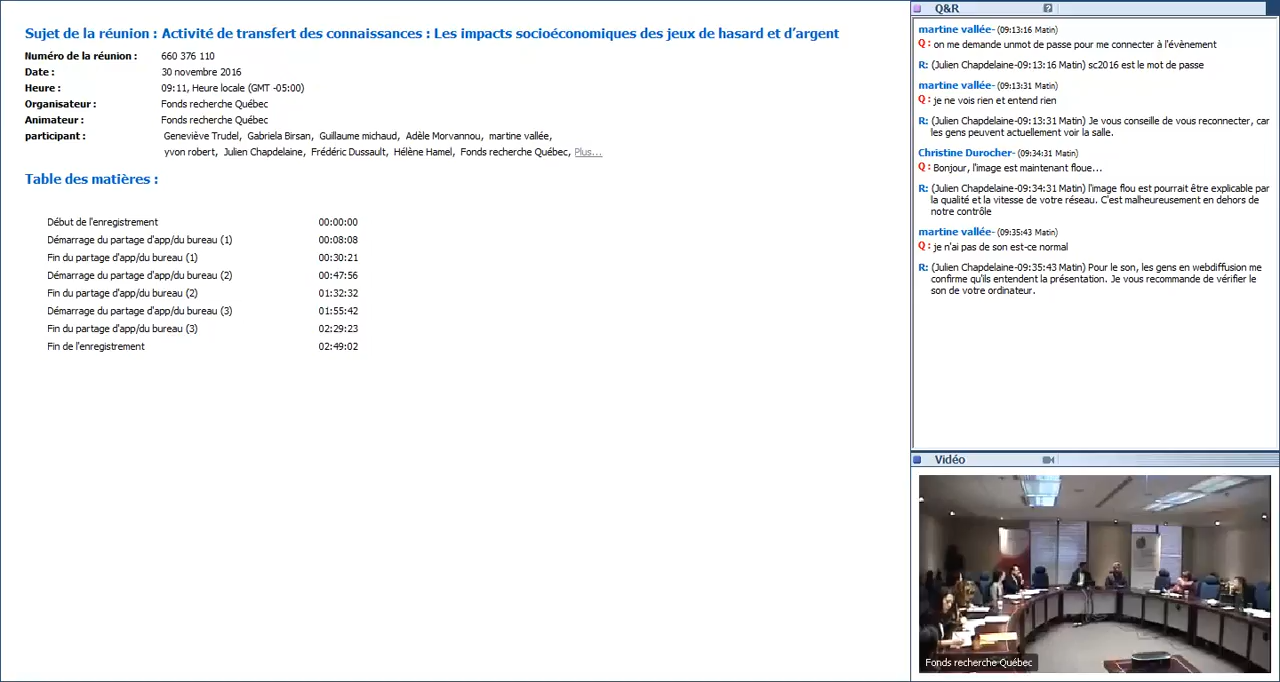 Sujet de la réunion : Activité de transfert des connaissances : Les impacts socioéconomiques des jeux de hasard et d’argent
Numéro de la réunion : 660 376 110
Date : 30 novembre 2016
Heure : 09:11, Heure locale (GMT -05:00)
Organisateur : Fonds recherche Québec
Animateur : Fonds recherche Québec
participant : Geneviève Trudel, Gabriela Birsan, Guillaume michaud, Adèle Morvannou, martine vallée,
yvon robert, Julien Chapdelaine, Frédéric Dussault, Hélène Hamel, Fonds recherche Québec, Plus...
Table des matières :
Début de l'enregistrement 00:00:00
Démarrage du partage d'app/du bureau (1) 00:08:08
Fin du partage d'app/du bureau (1) 00:30:21
Démarrage du partage d'app/du bureau (2) 00:47:56
Fin du partage d'app/du bureau (2) 01:32:32
Démarrage du partage d'app/du bureau (3) 01:55:42
Fin du partage d'app/du bureau (3) 02:29:23
Fin de l'enregistrement 02:49:02
Q&R
martine vallée- (09:13:16 Matin)
Q : on me demande unmot de passe pour me connecter à l'évènement
R: (Julien Chapdelaine-09:13:16 Matin) sc2016 est le mot de passe
martine vallée- (09:13:31 Matin)
Q : je ne vois rien et entend rien
R: (Julien Chapdelaine-09:13:31 Matin) Je vous conseille de vous reconnecter, car
les gens peuvent actuellement voir la salle.
Christine Durocher- (09:34:31 Matin)
Q : Bonjour, l'image est maintenant floue...
R: (Julien Chapdelaine-09:34:31 Matin) l'image flou est pourrait être explicable par
la qualité et la vitesse de votre réseau. C'est malheureusement en dehors de
notre contrôle
martine vallée- (09:35:43 Matin)
Q : je n'ai pas de son est-ce normal
R: (Julien Chapdelaine-09:35:43 Matin) Pour le son, les gens en webdiffusion me
confirme qu'ils entendent la présentation. Je vous recommande de vérifier le
son de votre ordinateur.
Vidéo
Fonds recherche Québec